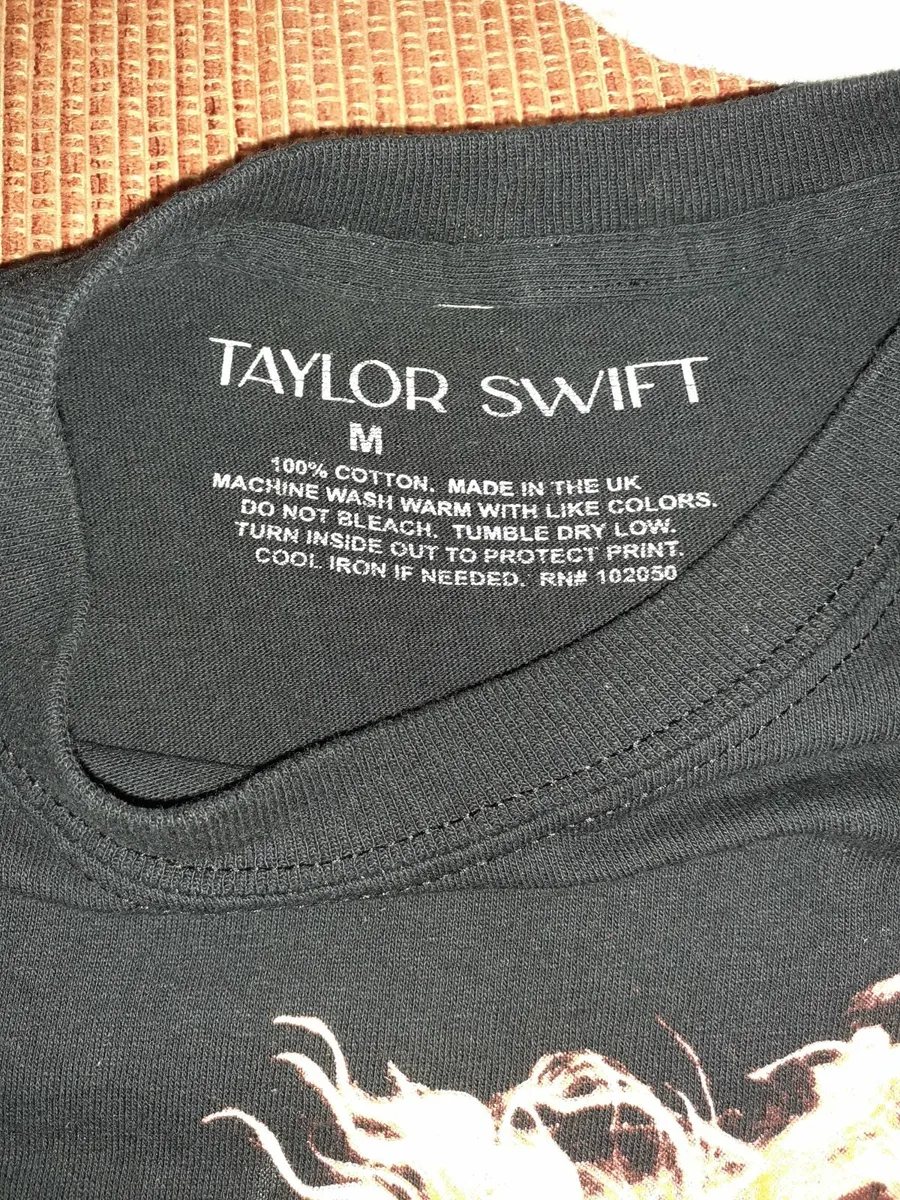 TAYLOR SWIFT
M
100% COTTON. MADE IN THE UK
MACHINE WASH WARM WITH LIKE COLORS.
DO NOT BLEACH. TUMBLE DRY LOW.
TURN INSIDE OUT TO PROTECT PRINT.
COOL IRON IF NEEDED. RN# 102050